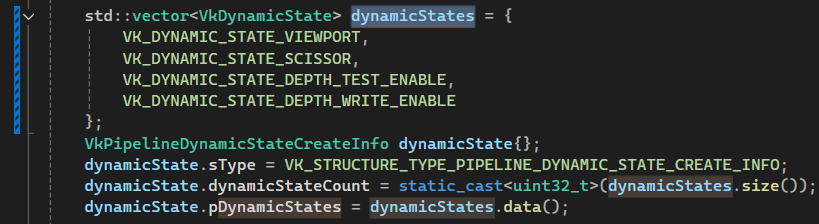 std::vector<VkDynamicState> dynamicStates = {
VK_DYNAMIC_STATE_VIEWPORT,
VK_DYNAMIC_STATE_SCISSOR,
VK_DYNAMIC_STATE_DEPTH_TEST_ENABLE,
VK_DYNAMIC_STATE_DEPTH_WRITE_ENABLE
};
VkPipelineDynamicStateCreateInfo dynamicState{};
dynamicState.sType = VK_STRUCTURE_TYPE_PIPELINE_DYNAMIC_STATE_CREATE_INFO;
dynamicState.dynamicStateCount = static_cast<uint32_t>(dynamicStates.size());
dynamicState.pDynamicStates = dynamicStates.data();